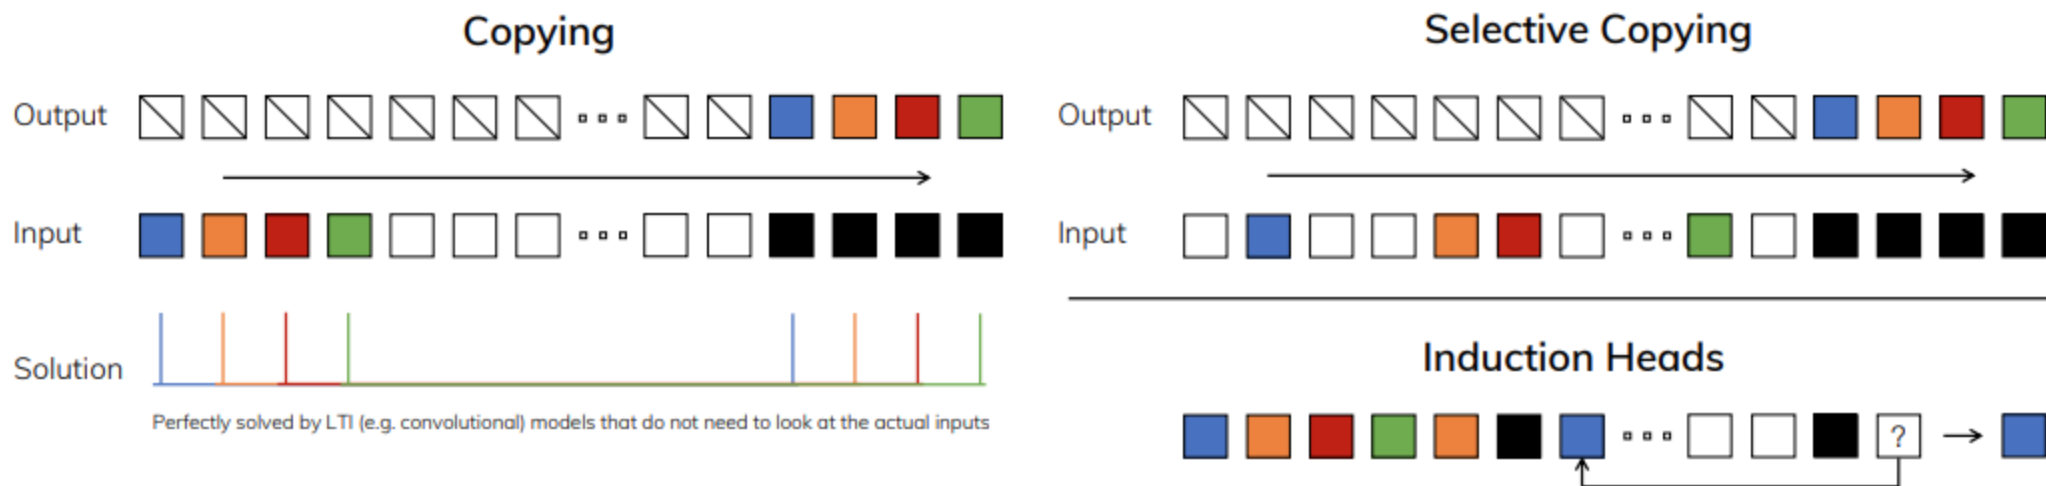 Copying
Output
Input
Solution
Perfectly solved by LTI (e.g. convolutional) models that do not need to look at the actual inputs
Selective Copying
Output
Input
Induction Heads
?